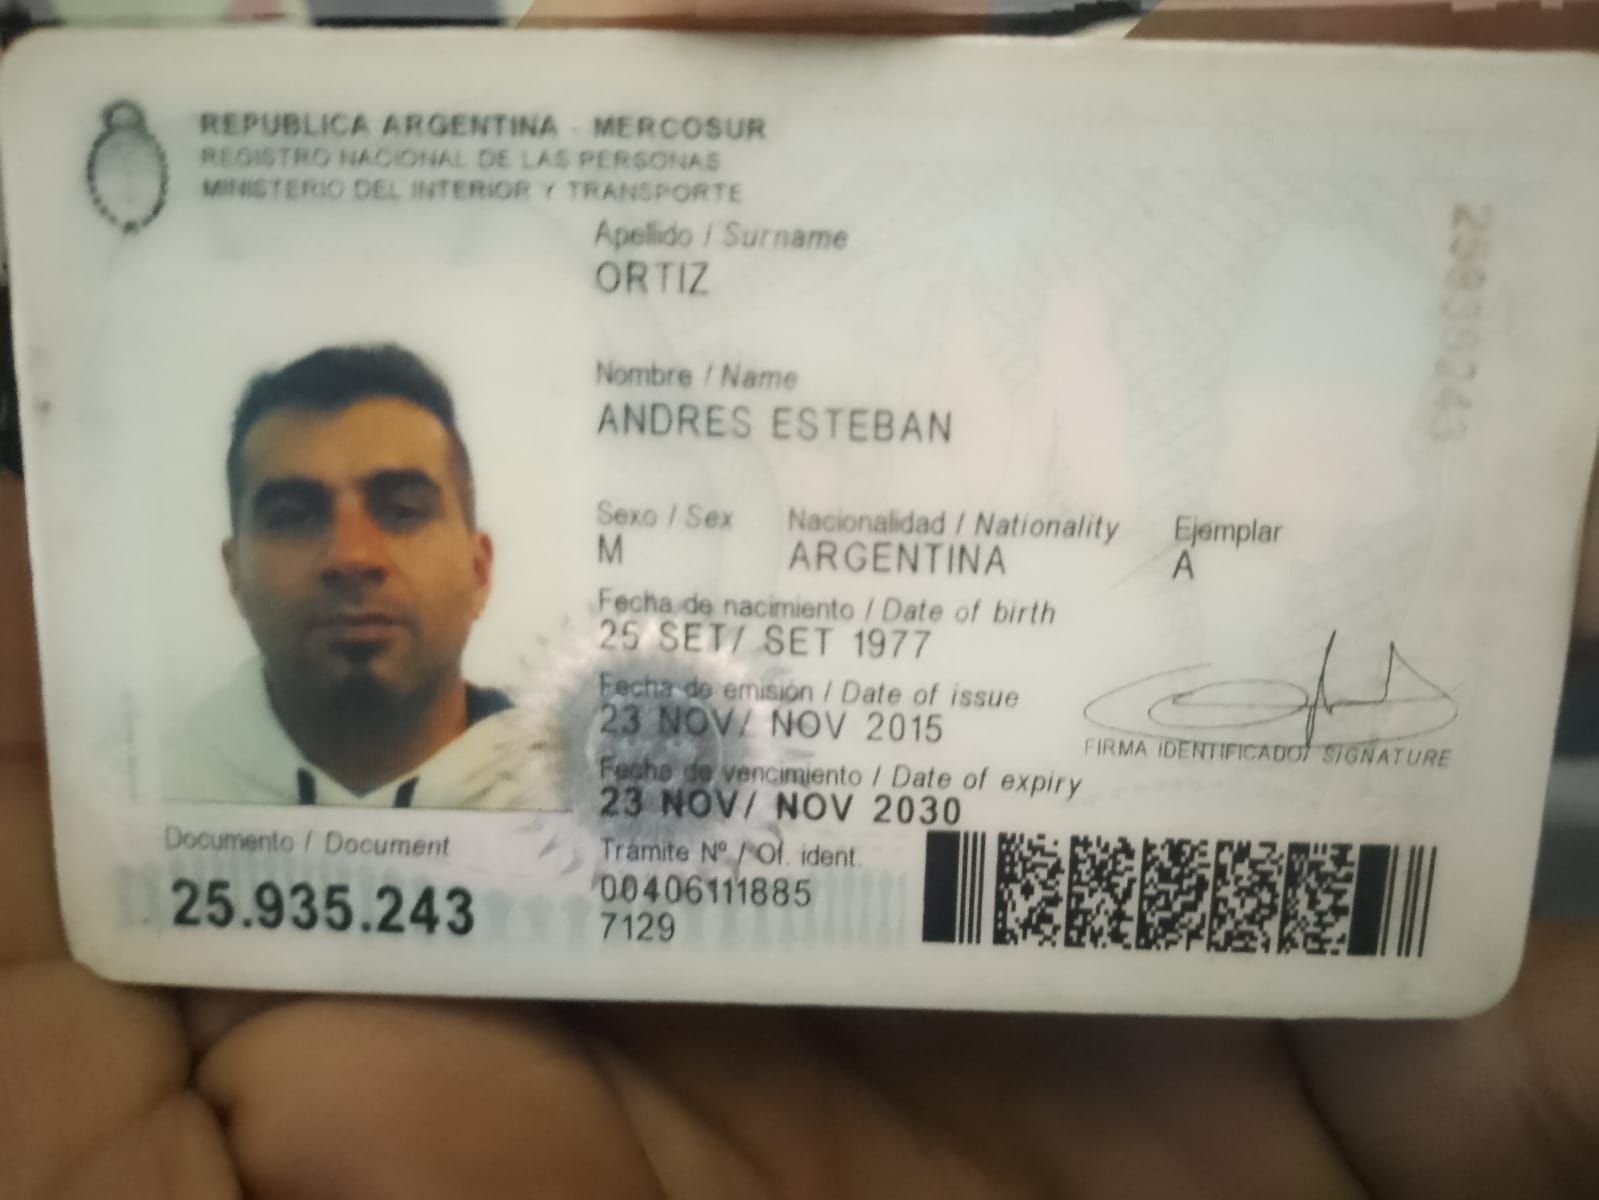 REPUBLICA ARGENTINA - MERCOSUR
REGISTRO NACIONAL DE LAS PERSONAS
MINISTERIO DEL INTERIOR Y TRANSPORTE
Apellido / Surname
ORTIZ
Nombre / Name
ANDRES ESTEBAN
Sexo / Sex Nacionalidad / Nationality Ejemplar
M ARGENTINA A
Fecha de nacimiento / Date of birth
25 SET/ SET 1977
Fecha de emisión / Date of issue
23 NOV/ NOV 2015
FIRMA IDENTIFICADO/ SIGNATURE
Fecha de vencimiento / Date of expiry
23 NOV/ NOV 2030
Documento / Document
25.935.243
Trámite Nº / Of. ident.
00406111885
7129
25935243